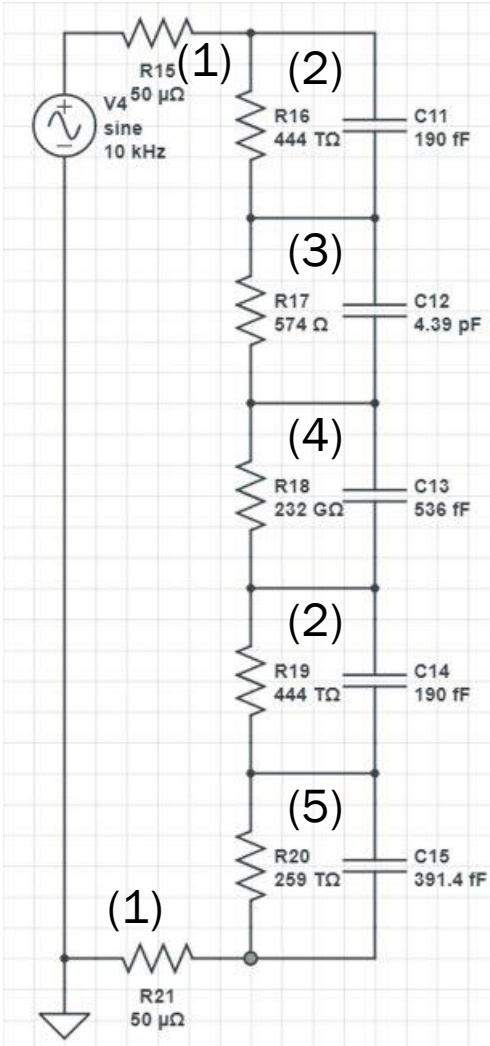 (1)
R15
50 μΩ
V4
sine
10 kHz
(2)
R16
444 TΩ
C11
190 fF
(3)
R17
574 Ω
C12
4.39 pF
(4)
R18
232 GΩ
C13
536 fF
(2)
R19
444 TΩ
C14
190 fF
(5)
R20
259 TΩ
C15
391.4 fF
(1)
R21
50 μΩ